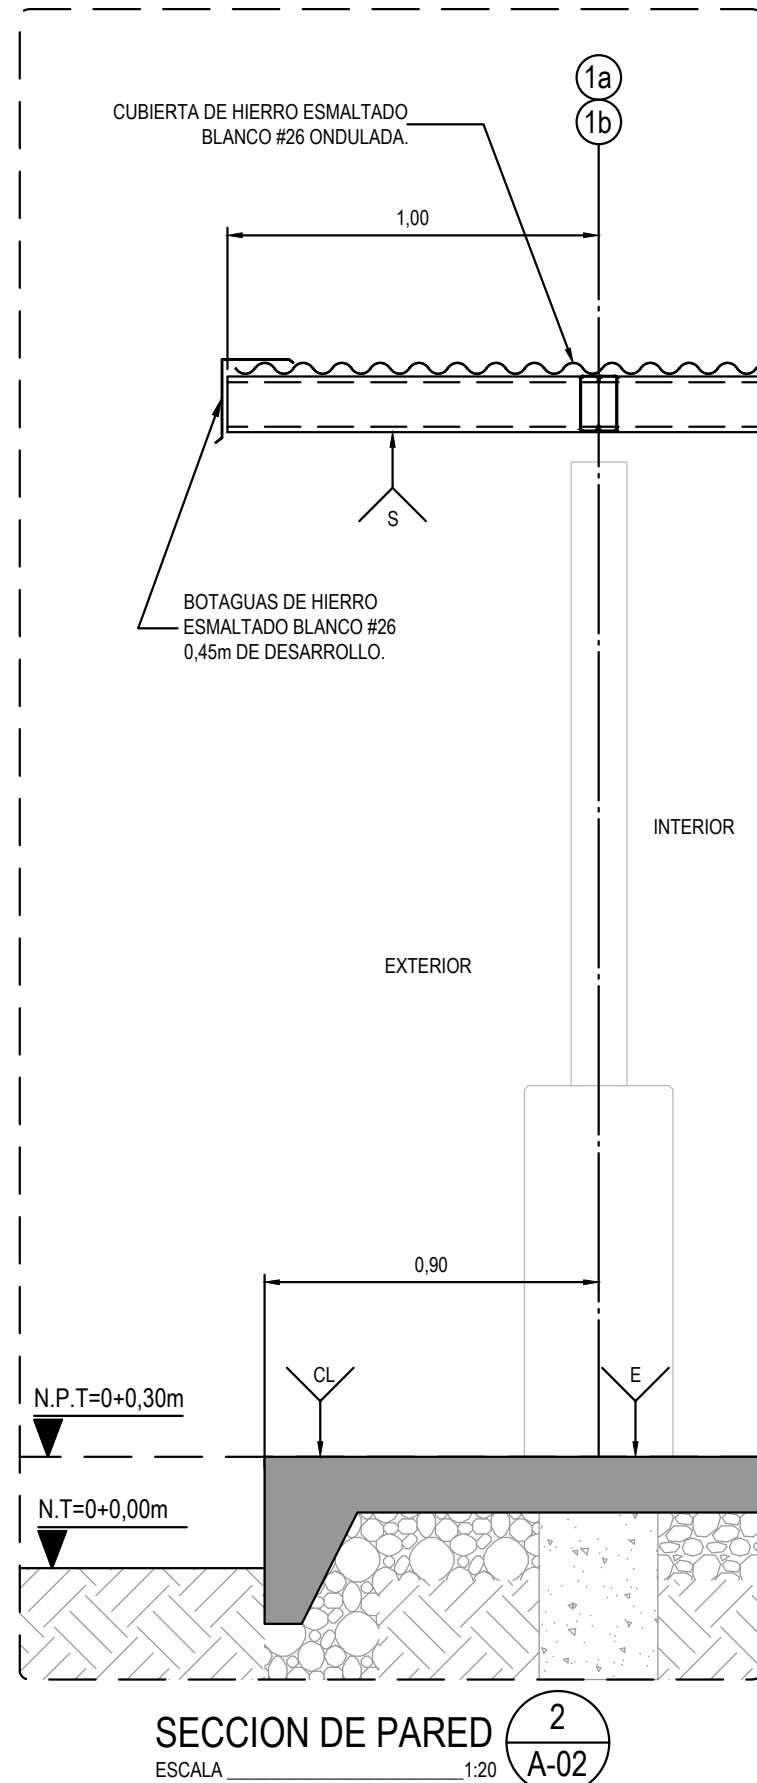 1a
1b
CUBIERTA DE HIERRO ESMALTADO
BLANCO #26 ONDULADA.
1,00
S
BOTAGUAS DE HIERRO
ESMALTADO BLANCO #26
0,45m DE DESARROLLO.
INTERIOR
EXTERIOR
0,90
CL
E
N.P.T=0+0,30m
N.T=0+0,00m
SECCION DE PARED
2
A-02
ESCALA ________________________1:20